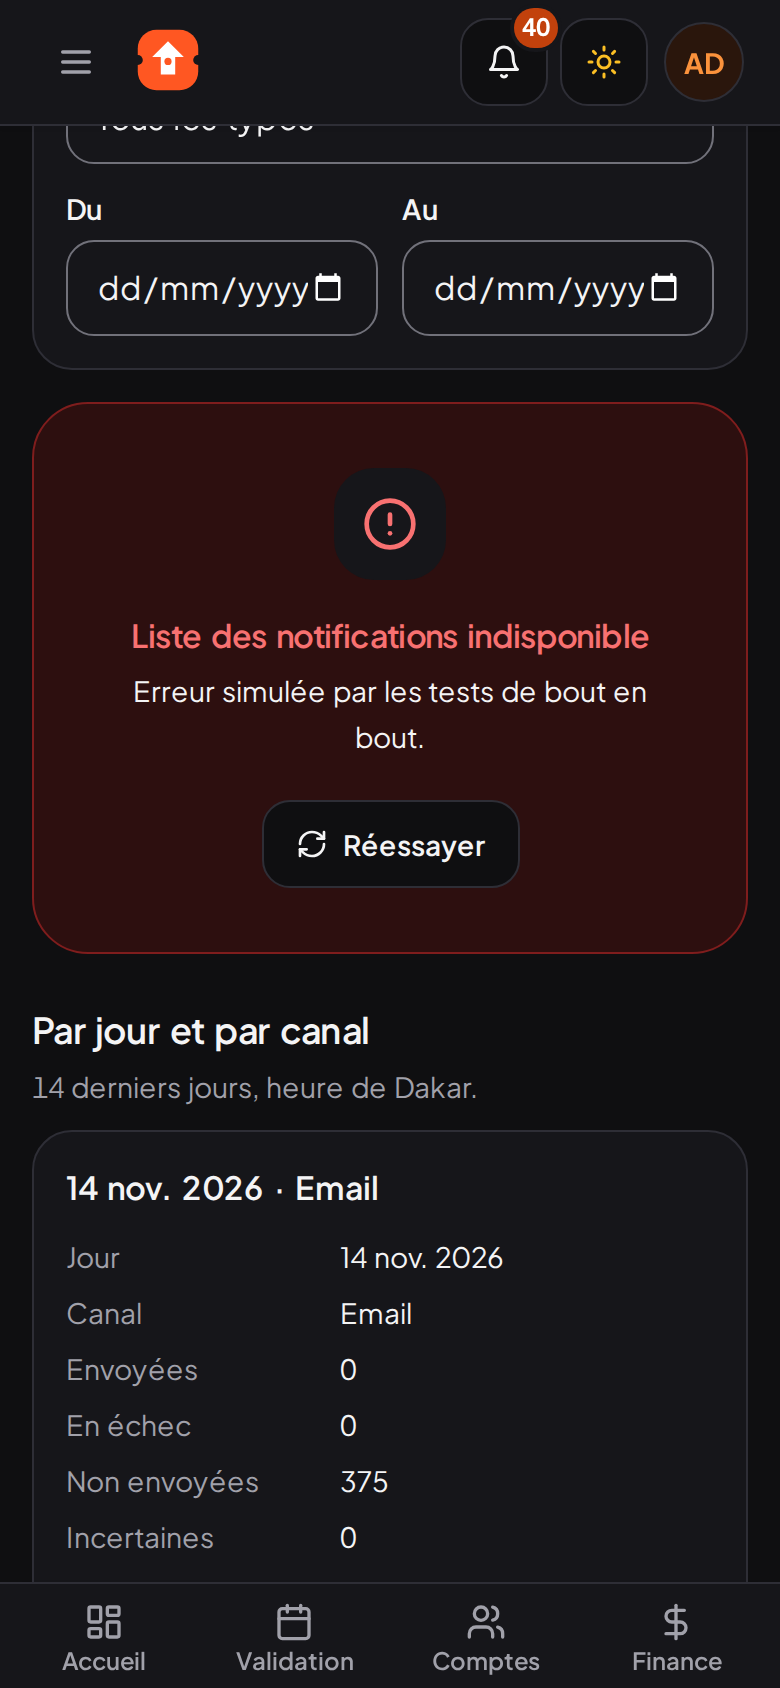 40
AD
Tous les types
Du
Au
dd/mm/yyyy
dd/mm/yyyy
Liste des notifications indisponible
Erreur simulée par les tests de bout en
bout.
Réessayer
Par jour et par canal
14 derniers jours, heure de Dakar.
14 nov. 2026 · Email
Jour
14 nov. 2026
Canal
Email
Envoyées
0
En échec
0
Non envoyées
375
Incertaines
0
Accueil
Validation
Comptes
Finance